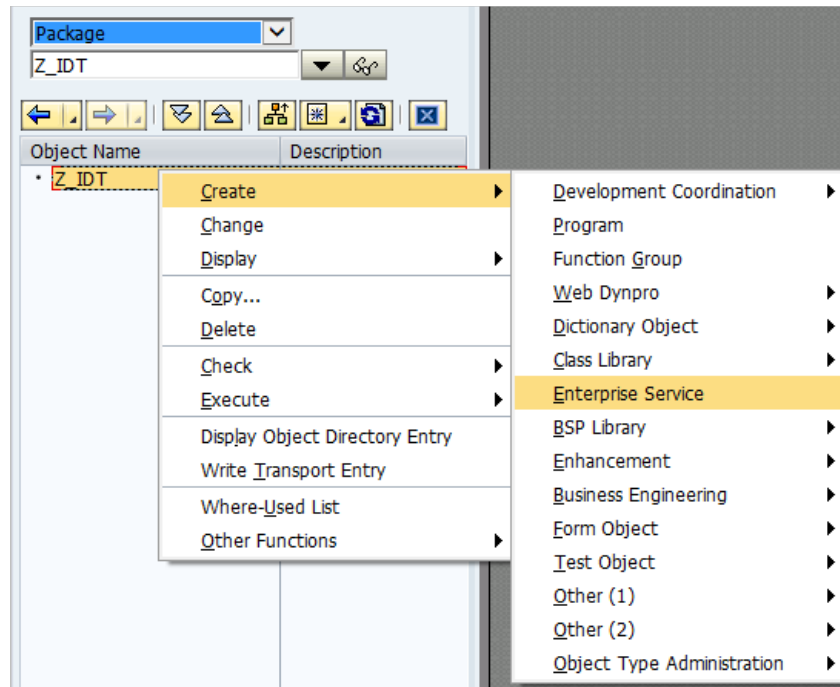 Package
Z_IDT
Object Name Description
Z_IDT
Create
Change
Display
Copy...
Delete
Check
Execute
Display Object Directory Entry
Write Transport Entry
Where-Used List
Other Functions
Development Coordination
Program
Function Group
Web Dynpro
Dictionary Object
Class Library
Enterprise Service
BSP Library
Enhancement
Business Engineering
Form Object
Test Object
Other (1)
Other (2)
Object Type Administration